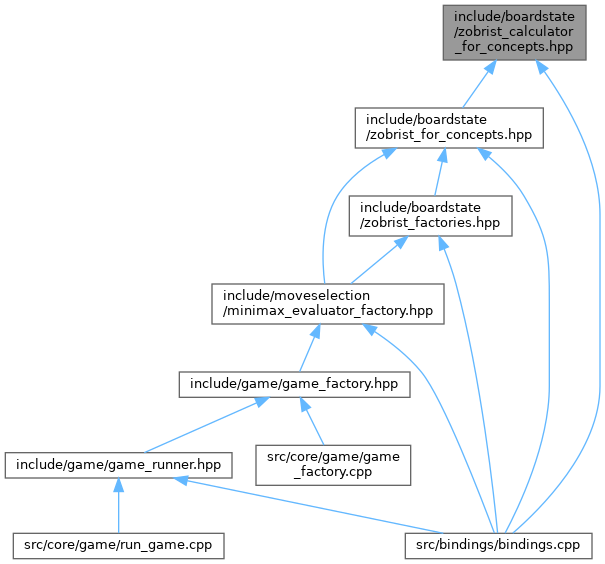 include/boardstate
/zobrist_calculator
_for_concepts.hpp
include/boardstate
/zobrist_for_concepts.hpp
include/boardstate
/zobrist_factories.hpp
include/moveselection
/minimax_evaluator_factory.hpp
include/game/game_factory.hpp
include/game/game_runner.hpp
src/core/game/game
_factory.cpp
src/core/game/run_game.cpp
src/bindings/bindings.cpp